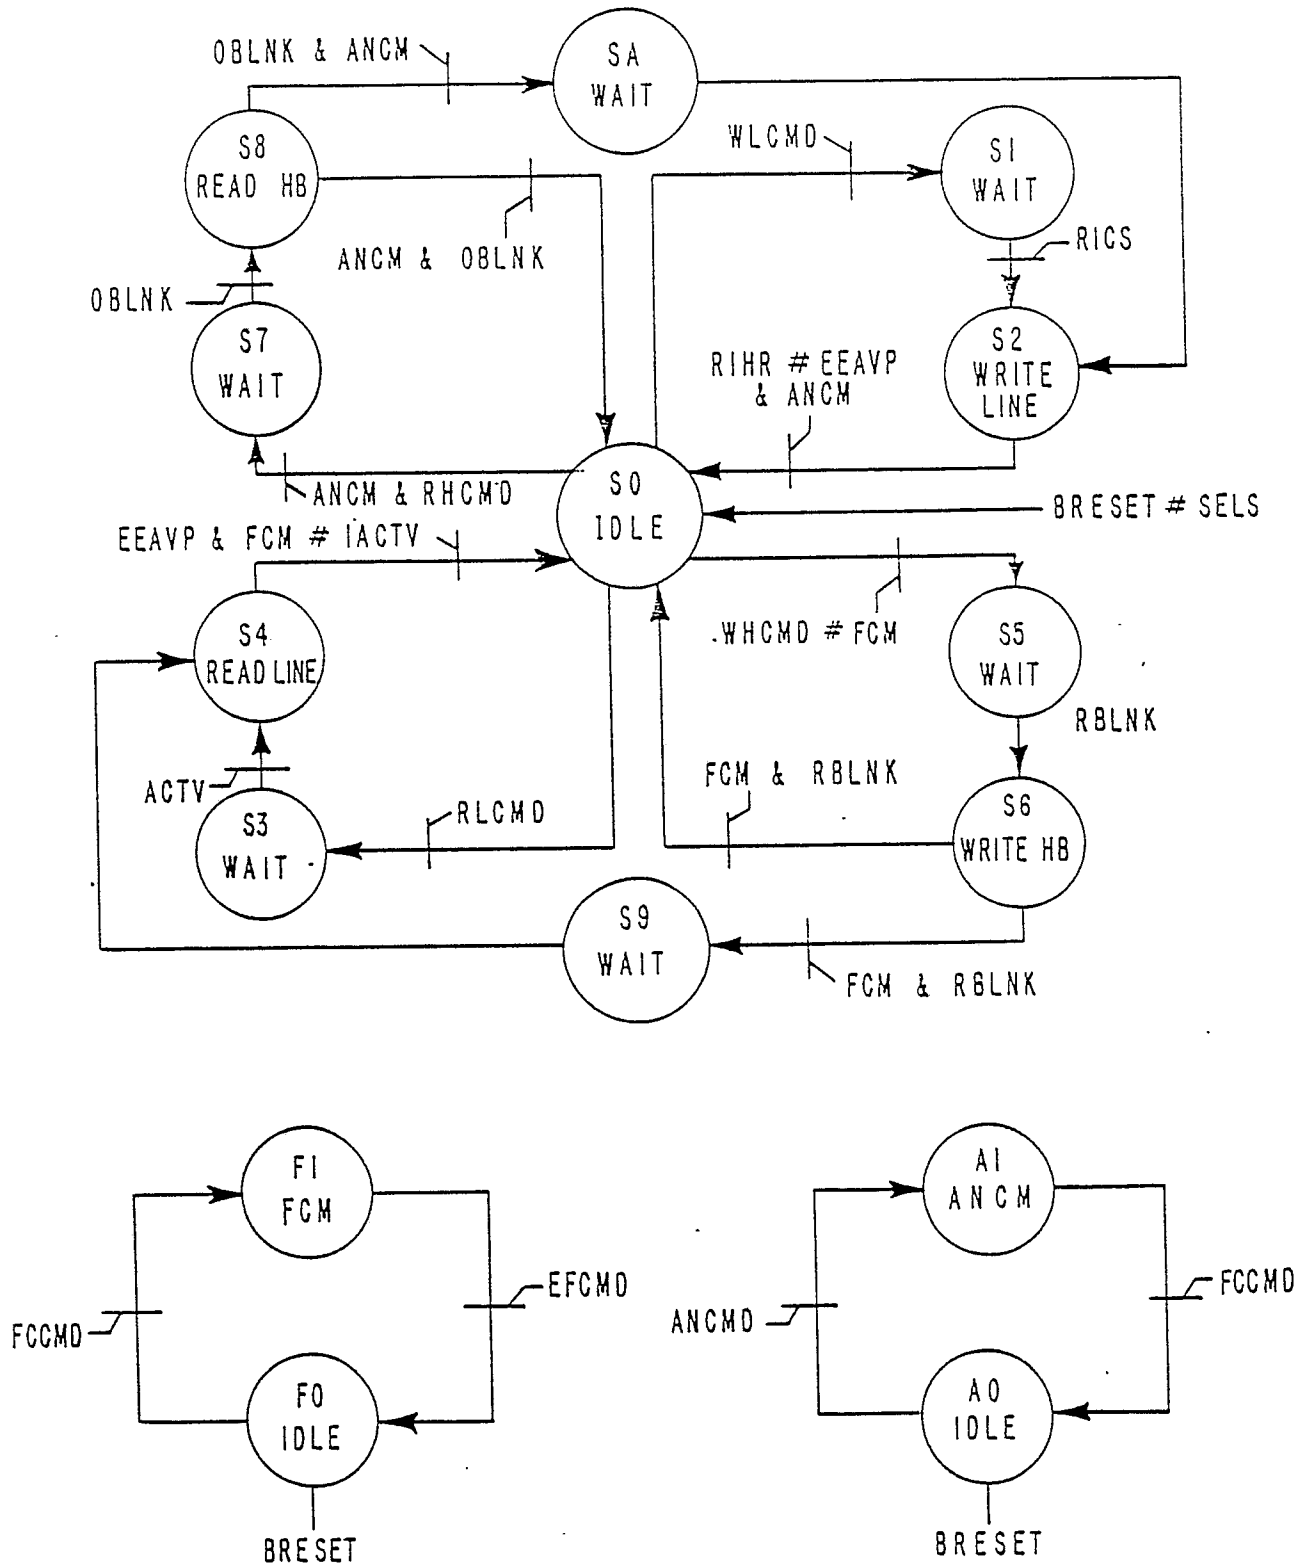 OBLNK & ANCM
SA
WAIT
WLCMD
S1
WAIT
S8
READ HB
ANCM & OBLNK
RICS
OBLNK
S7
WAIT
RIHR # EEAVP
& ANCM
S2
WRITE
LINE
ANCM & RHCMD
S0
IDLE
BRESET # SELS
EEAVP & FCM # IACTV
WHCMD # FCM
S4
READ LINE
S5
WAIT
RBLNK
ACTV
S3
WAIT
RLCMD
FCM & RBLNK
S6
WRITE HB
S9
WAIT
FCM & RBLNK
F1
FCM
FCCMD
EFCMD
F0
IDLE
BRESET
A1
ANCM
ANCMD
FCCMD
A0
IDLE
BRESET